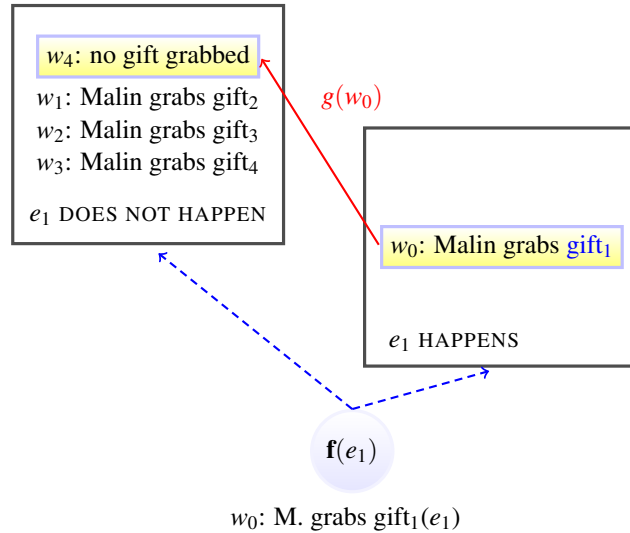 w₄: no gift grabbed
w₁: Malin grabs gift₂
w₂: Malin grabs gift₃
w₃: Malin grabs gift₄
e₁ DOES NOT HAPPEN
g(w₀)
w₀: Malin grabs gift₁
e₁ HAPPENS
f(e₁)
w₀: M. grabs gift₁(e₁)